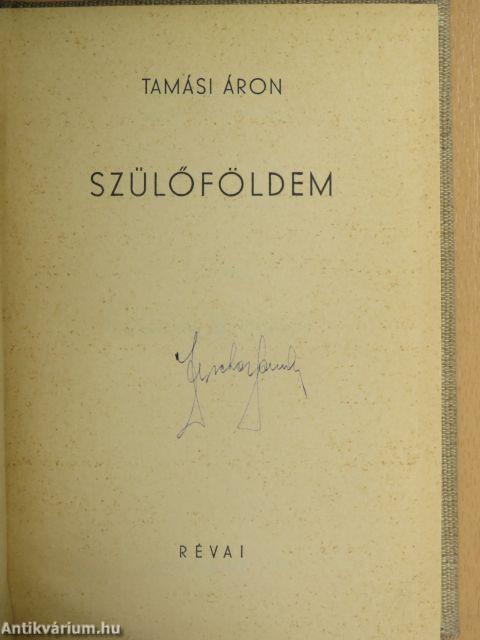 TAMÁSI ÁRON
SZÜLŐFÖLDEM
RÉVAI
Antikvárium.hu